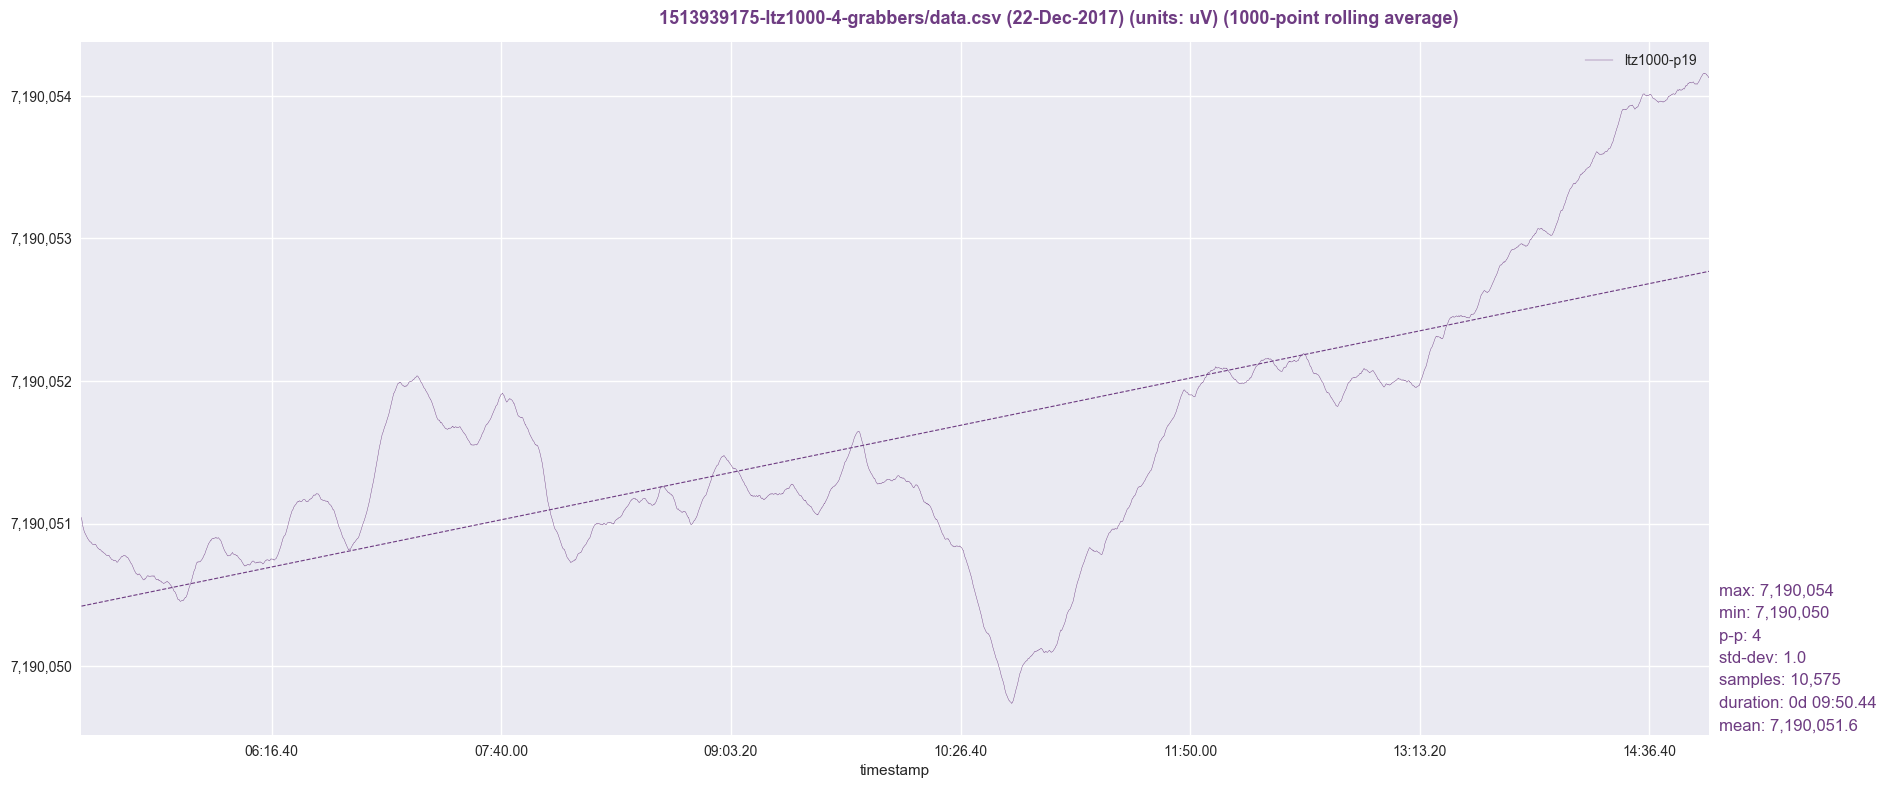 1513939175-ltz1000-4-grabbers/data.csv (22-Dec-2017) (units: uV) (1000-point rolling average)
ltz1000-p19
7,190,054
7,190,053
7,190,052
7,190,051
7,190,050
max: 7,190,054
min: 7,190,050
p-p: 4
std-dev: 1.0
samples: 10,575
duration: 0d 09:50.44
mean: 7,190,051.6
06:16.40 07:40.00 09:03.20 10:26.40 11:50.00 13:13.20 14:36.40
timestamp